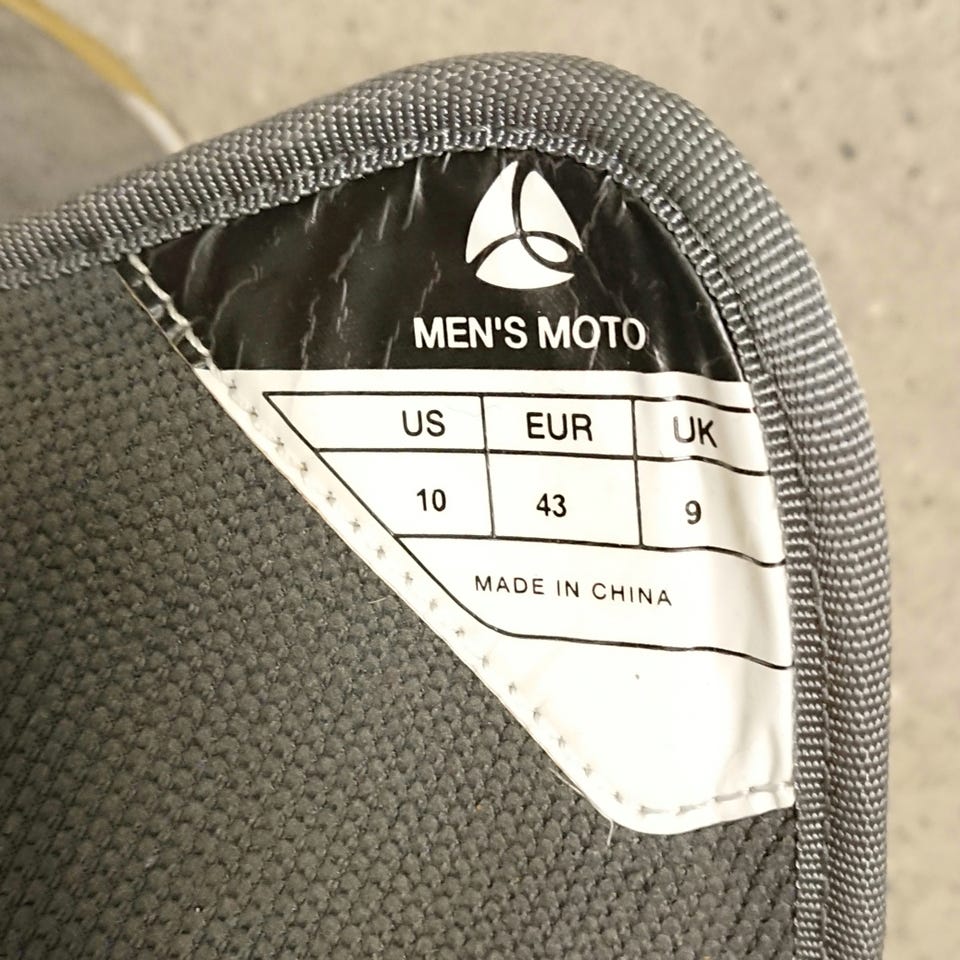 MEN'S MOTO
US EUR UK
10 43 9
MADE IN CHINA